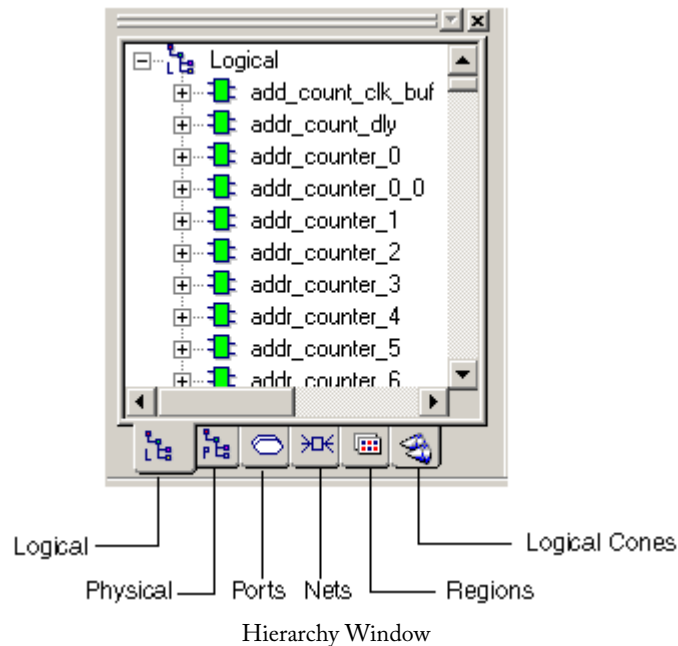 Logical
add_count_clk_buf
addr_count_dly
addr_counter_0
addr_counter_0_0
addr_counter_1
addr_counter_2
addr_counter_3
addr_counter_4
addr_counter_5
addr_counter_6
Logical
Logical Cones
Physical
Ports
Nets
Regions
Hierarchy Window